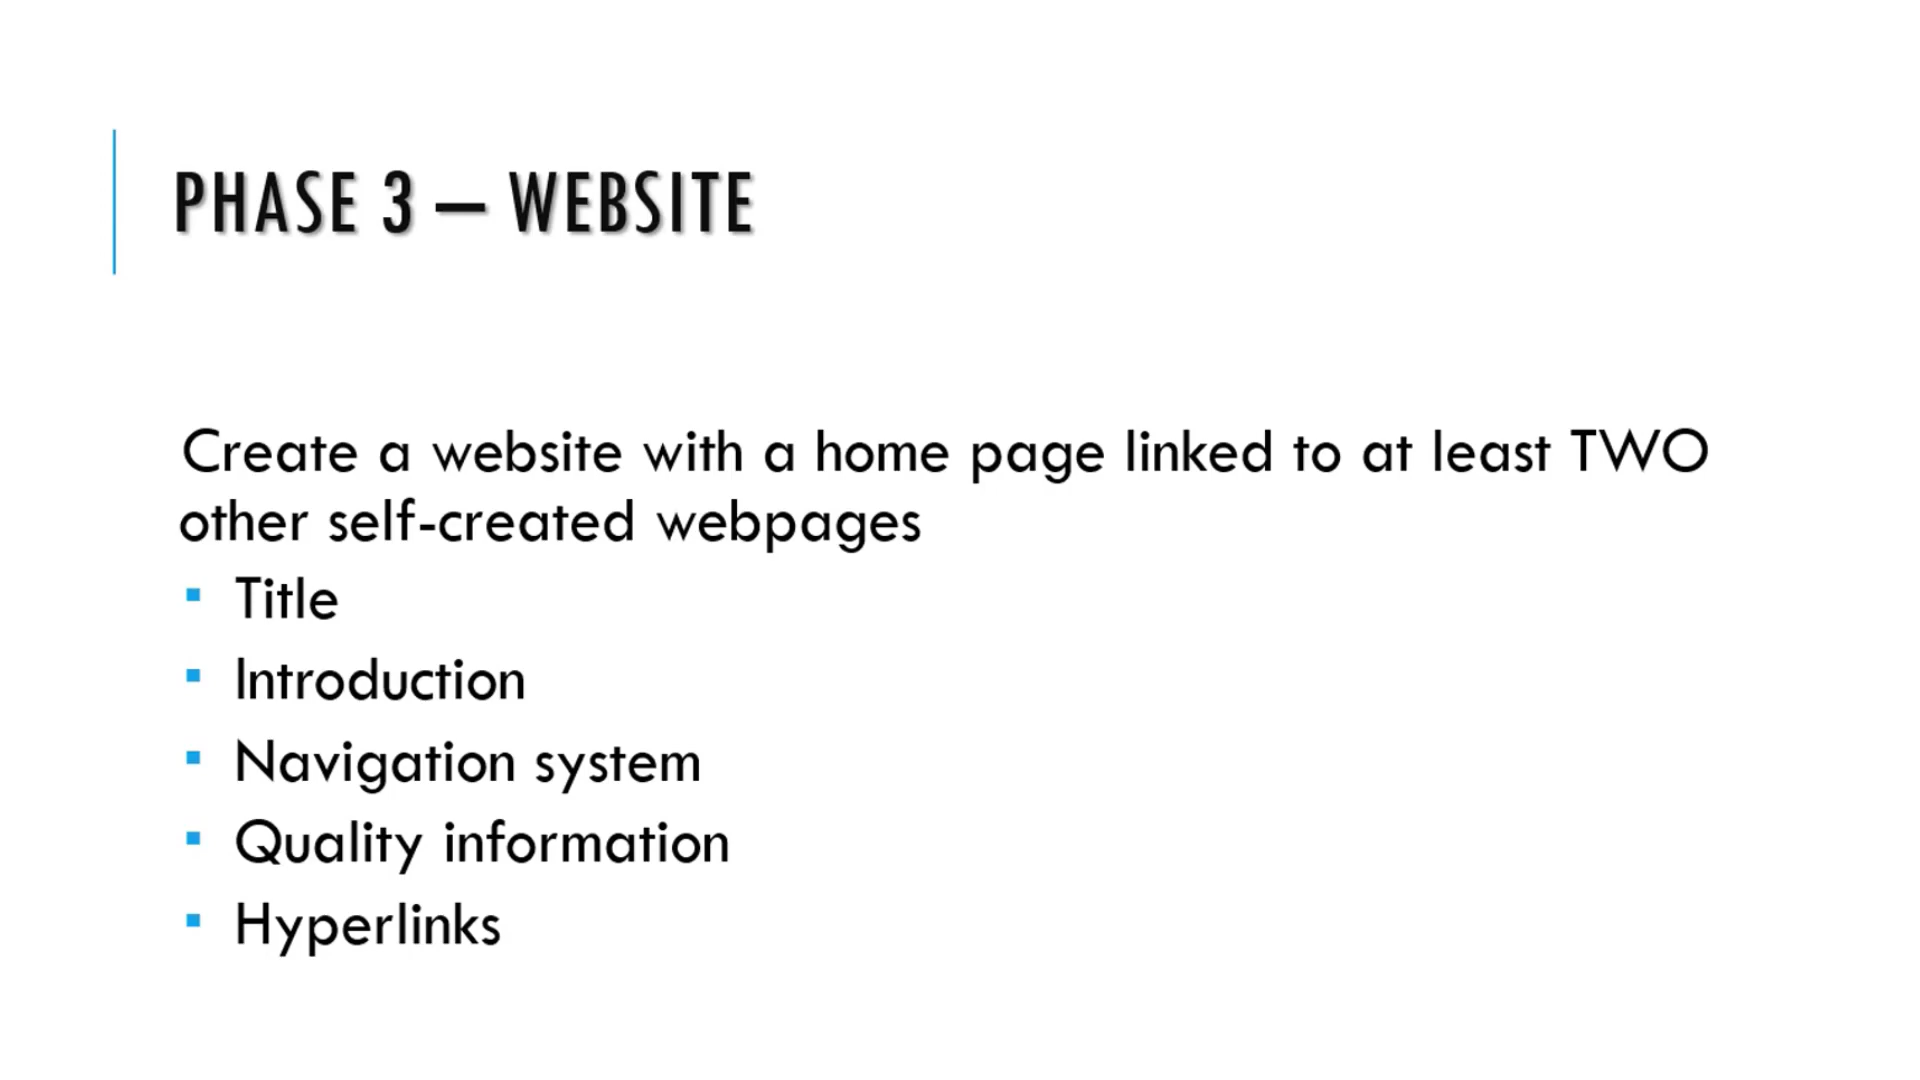 PHASE 3 – WEBSITE
Create a website with a home page linked to at least TWO
other self-created webpages
▪ Title
▪ Introduction
▪ Navigation system
▪ Quality information
▪ Hyperlinks